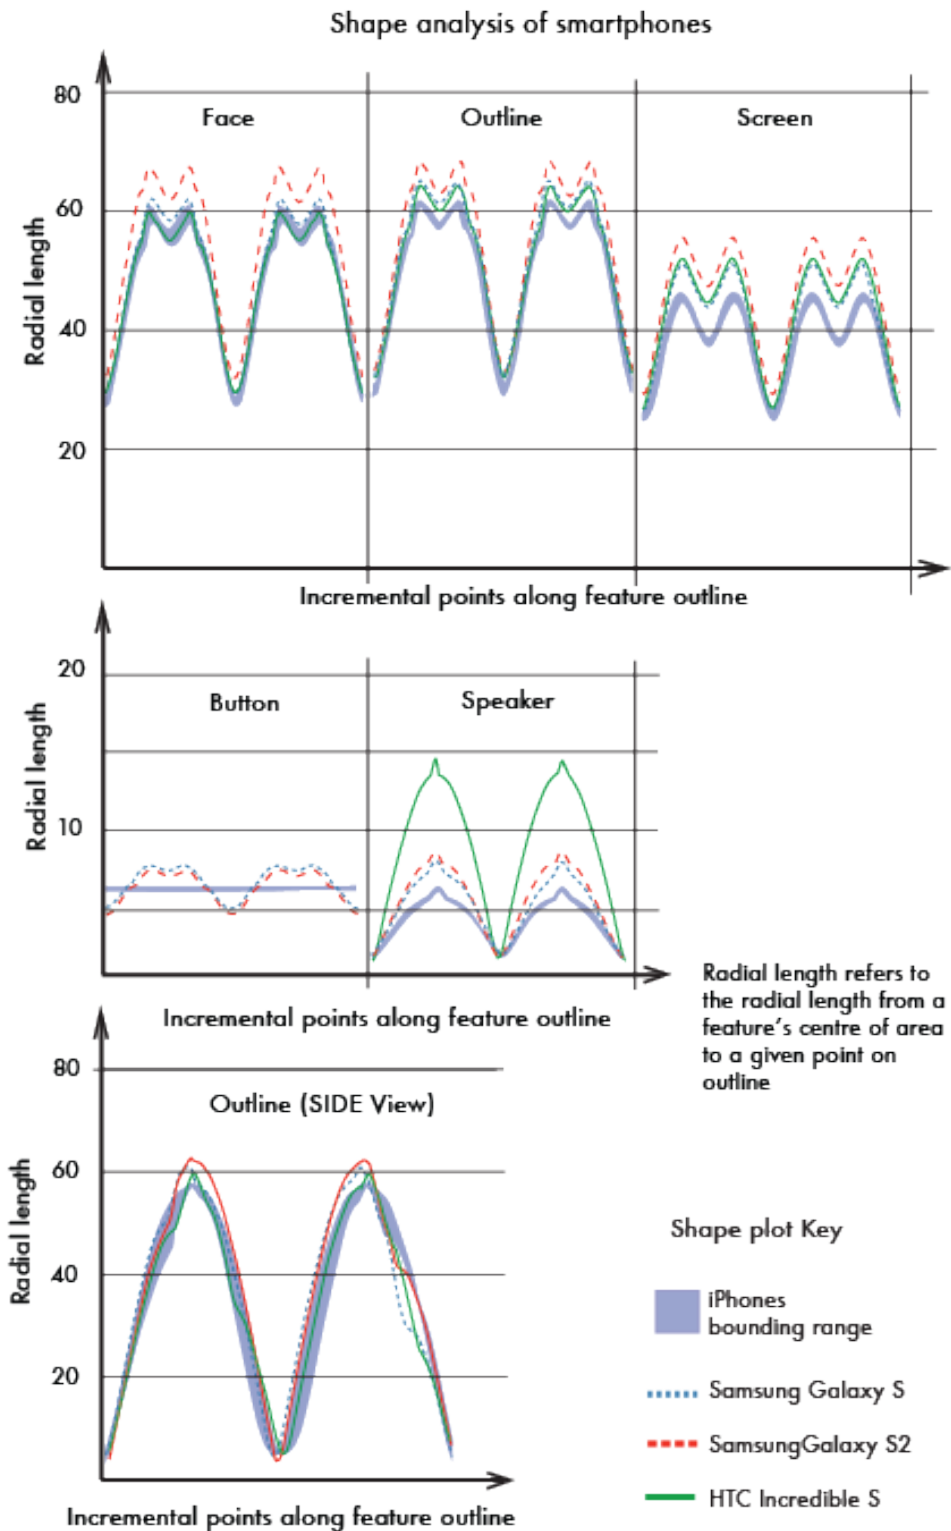 Shape analysis of smartphones
80
Face
Outline
Screen
60
Radial length
40
20
Incremental points along feature outline
20
Button
Speaker
Radial length
10
Radial length refers to
the radial length from a
feature's centre of area
to a given point on
outline
Incremental points along feature outline
80
Outline (SIDE View)
60
Radial length
40
20
Incremental points along feature outline
Shape plot Key
iPhones
bounding range
Samsung Galaxy S
SamsungGalaxy S2
HTC Incredible S